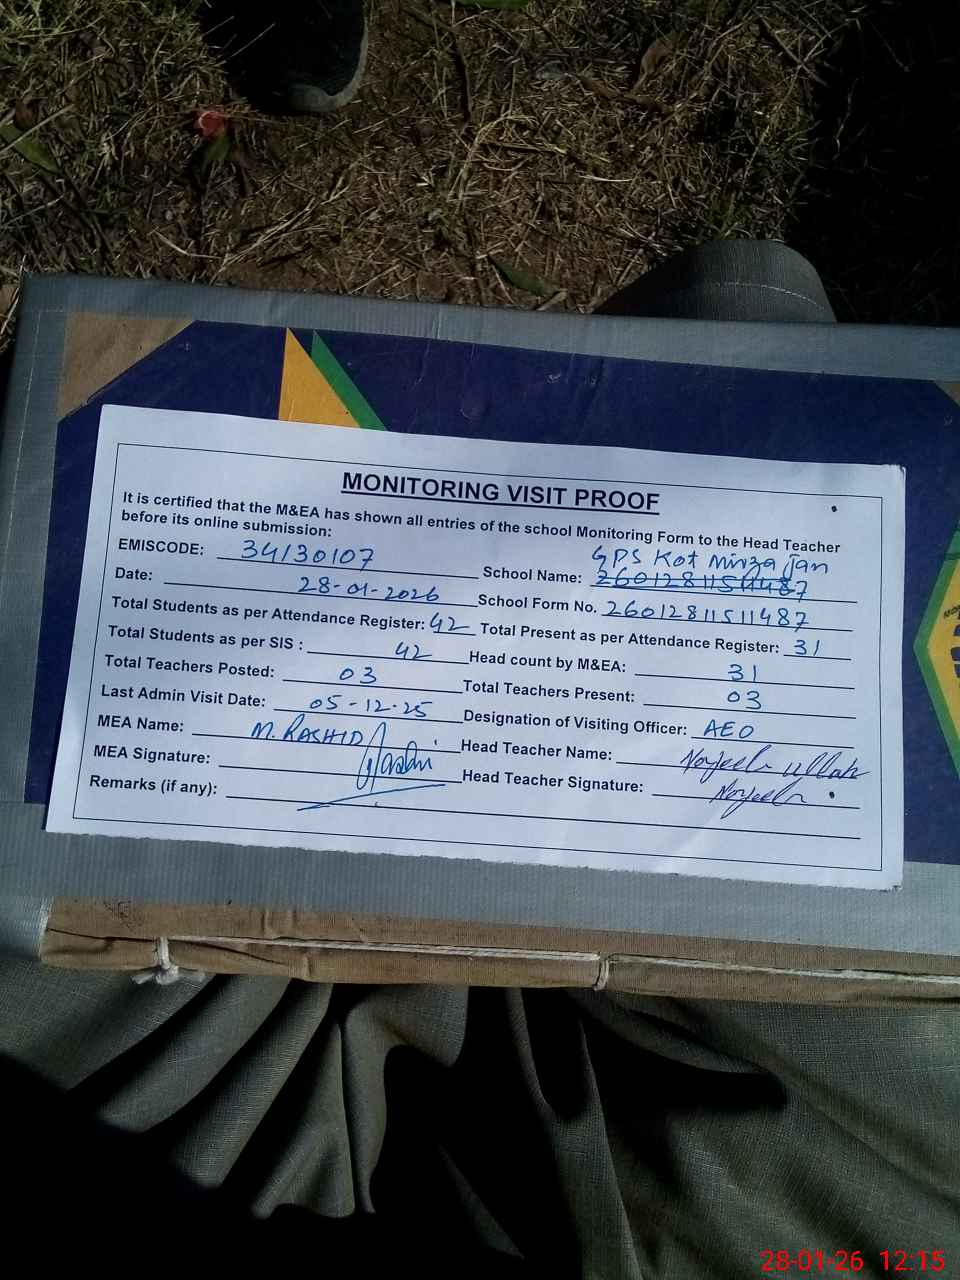 MONITORING VISIT PROOF
It is certified that the M&EA has shown all entries of the school Monitoring Form to the Head Teacher
before its online submission:
EMISCODE: 34130107
School Name: GPS Kot Mirza Jan
2601281151487
Date: 28-01-2026
School Form No. 2601281151​1487
Total Students as per Attendance Register: 42
Total Present as per Attendance Register: 31
Total Students as per SIS : 42
Head count by M&EA: 31
Total Teachers Posted: 03
Total Teachers Present: 03
Last Admin Visit Date: 05-12-25
Designation of Visiting Officer: AEO
MEA Name: M. RASHID
Head Teacher Name: ullah
MEA Signature:
Head Teacher Signature:
Remarks (if any):
28-01-26 12:15